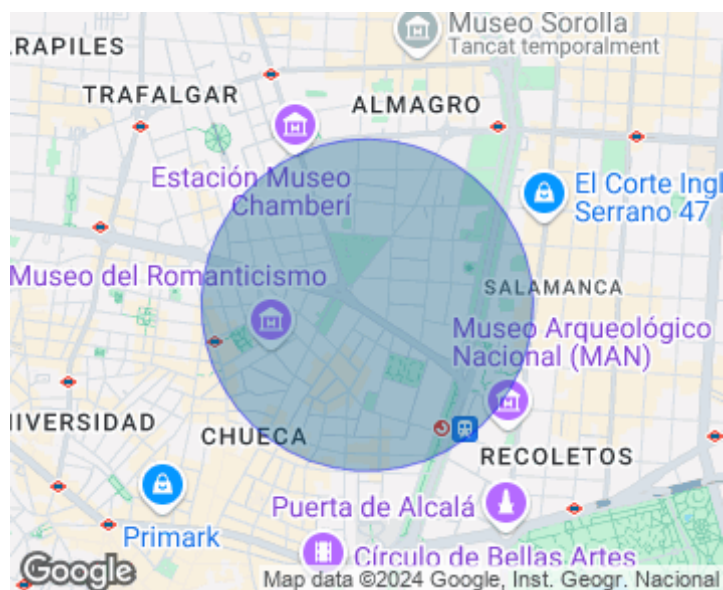 Museo Sorolla
Tancat temporalment
ARAPILES
TRAFALGAR
ALMAGRO
Estación Museo
Chamberí
El Corte Ingl
Serrano 47
Museo del Romanticismo
SALAMANCA
Museo Arqueológico
Nacional (MAN)
NIVERSIDAD
CHUECA
RECOLETOS
Puerta de Alcalá
Primark
Círculo de Bellas Artes
Google
Map data ©2024 Google, Inst. Geogr. Nacional